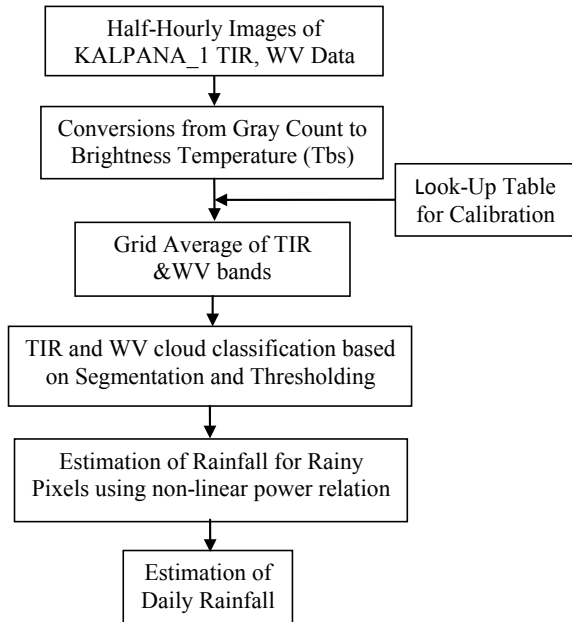 Half-Hourly Images of
KALPANA_1 TIR, WV Data
Conversions from Gray Count to
Brightness Temperature (Tbs)
Look-Up Table
for Calibration
Grid Average of TIR
&WV bands
TIR and WV cloud classification based
on Segmentation and Thresholding
Estimation of Rainfall for Rainy
Pixels using non-linear power relation
Estimation of
Daily Rainfall